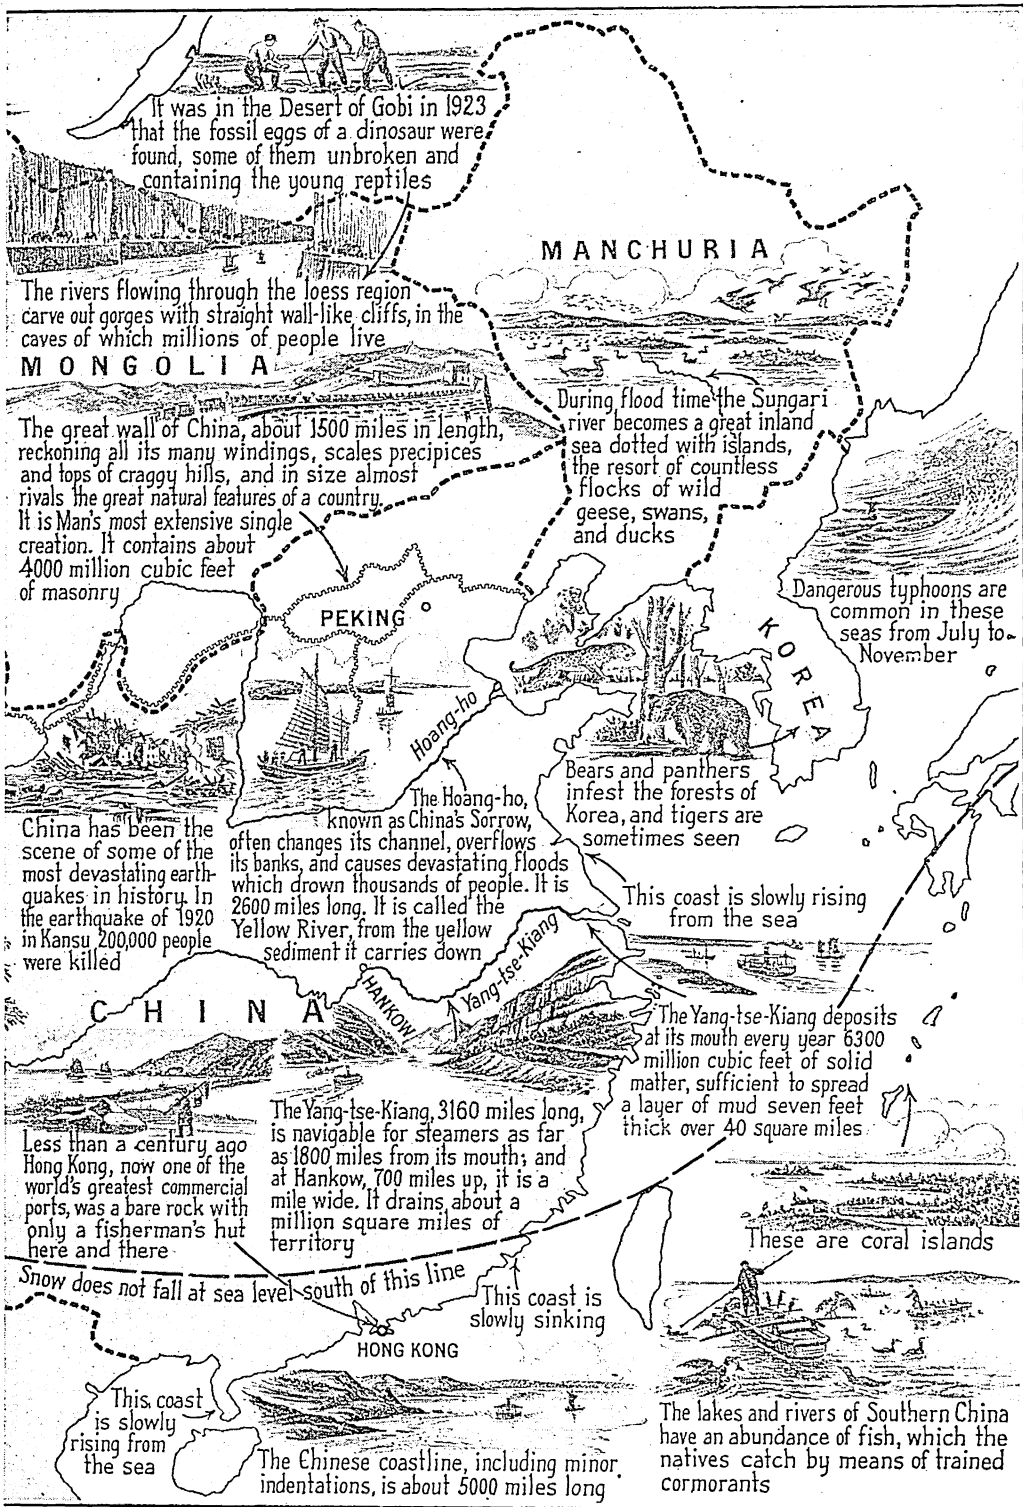 It was in the Desert of Gobi in 1923
that the fossil eggs of a dinosaur were
found, some of them unbroken and
containing the young reptiles
MANCHURIA
The rivers flowing through the loess region
carve out gorges with straight wall-like cliffs, in the
caves of which millions of people live
MONGOLIA
During flood time the Sungari
river becomes a great inland
sea dotted with islands,
the resort of countless
flocks of wild
geese, swans,
and ducks
The great wall of China, about 1500 miles in length,
reckoning all its many windings, scales precipices
and tops of craggy hills, and in size almost
rivals the great natural features of a country.
It is Man's most extensive single
creation. It contains about
4000 million cubic feet
of masonry
Dangerous typhoons are
common in these
seas from July to
November
PEKING
KOREA
Hoang-ho
Bears and panthers
infest the forests of
Korea, and tigers are
sometimes seen
The Hoang-ho,
known as China's Sorrow,
often changes its channel, overflows
its banks, and causes devastating floods
which drown thousands of people. It is
2600 miles long. It is called the
Yellow River, from the yellow
sediment it carries down
China has been the
scene of some of the
most devastating earth-
quakes in history. In
the earthquake of 1920
in Kansu 200,000 people
were killed
This coast is slowly rising
from the sea
Yang-tse-Kiang
HANKOW
CHINA
The Yang-tse-Kiang deposits
at its mouth every year 6300
million cubic feet of solid
matter, sufficient to spread
a layer of mud seven feet
thick over 40 square miles
The Yang-tse-Kiang, 3160 miles long,
is navigable for steamers as far
as 1800 miles from its mouth; and
at Hankow, 700 miles up, it is a
mile wide. It drains about a
million square miles of
territory
Less than a century ago
Hong Kong, now one of the
world's greatest commercial
ports, was a bare rock with
only a fisherman's hut
here and there
These are coral islands
Snow does not fall at sea level south of this line
This coast is
slowly sinking
HONG KONG
This coast
is slowly
rising from
the sea
The Chinese coastline, including minor
indentations, is about 5000 miles long
The lakes and rivers of Southern China
have an abundance of fish, which the
natives catch by means of trained
cormorants